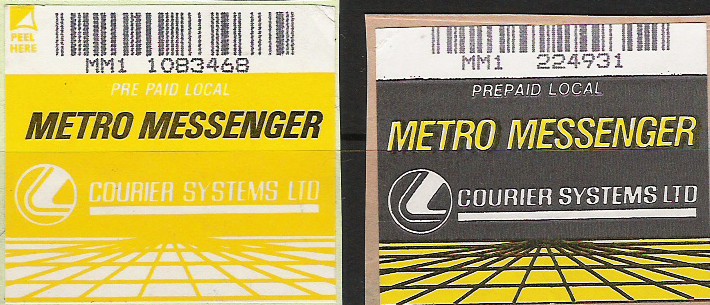 PEEL
HERE
MM1 1083468
PRE PAID LOCAL
METRO MESSENGER
COURIER SYSTEMS LTD
MM1 224931
PREPAID LOCAL
METRO MESSENGER
COURIER SYSTEMS LTD